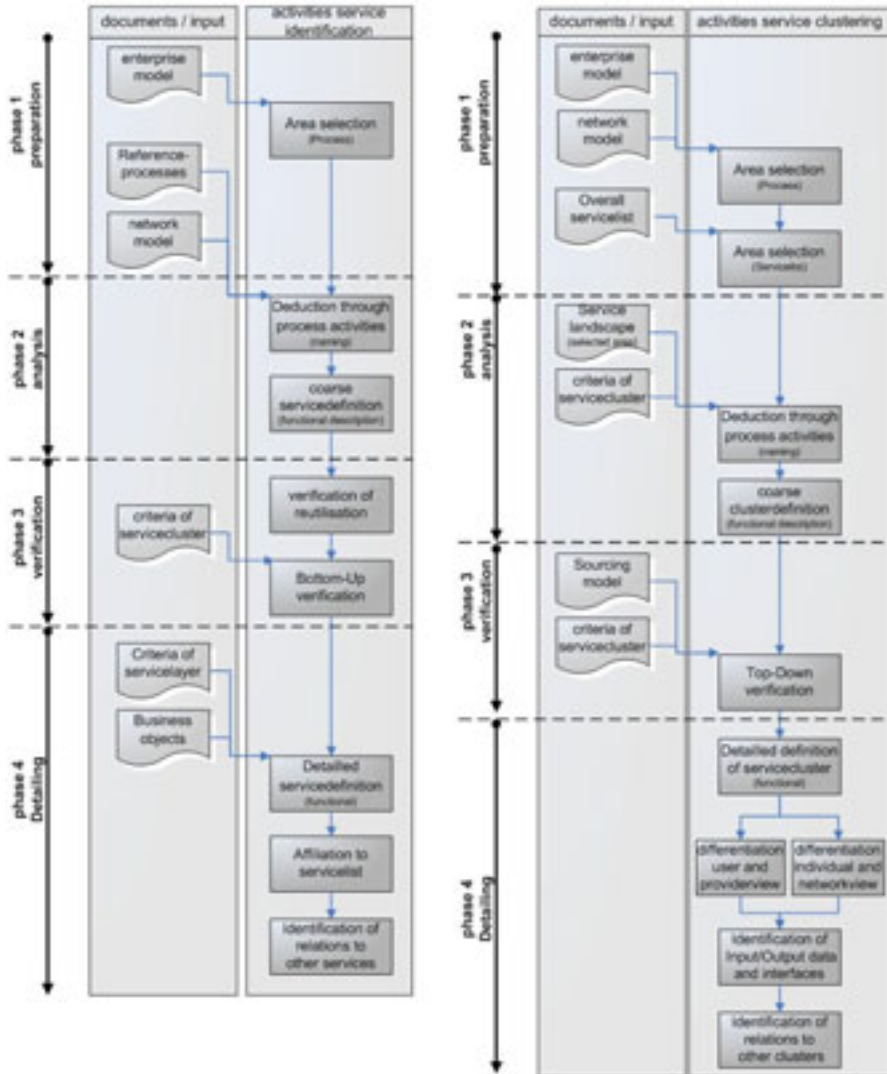 documents / input
activities service
identification
phase 1
preparation
enterprise
model
Area selection
(Process)
Reference-
processes
network
model
phase 2
analysis
Deduction through
process activities
(naming)
coarse
servicedefinition
(functional description)
phase 3
verification
verification of
reutilisation
criteria of
servicecluster
Bottom-Up
verification
phase 4
Detailing
Criteria of
servicelayer
Business
objects
Detailled
servicedefinition
(functional)
Affiliation to
servicelist
Identification of
relations to
other services
documents / input
activities service clustering
phase 1
preparation
enterprise
model
network
model
Area selection
(Process)
Overall
servicelist
Area selection
(Servicelist)
phase 2
analysis
Service
landscape
(selected area)
criteria of
servicecluster
Deduction through
process activities
(naming)
coarse
clusterdefinition
(functional description)
phase 3
verification
Sourcing
model
criteria of
servicecluster
Top-Down
verification
phase 4
Detailing
Detailled definition
of servicecluster
(functional)
differentiation
user and
providerview
differentiation
individual and
networkview
Identification of
Input/Output data
and interfaces
Identification of
relations to
other clusters